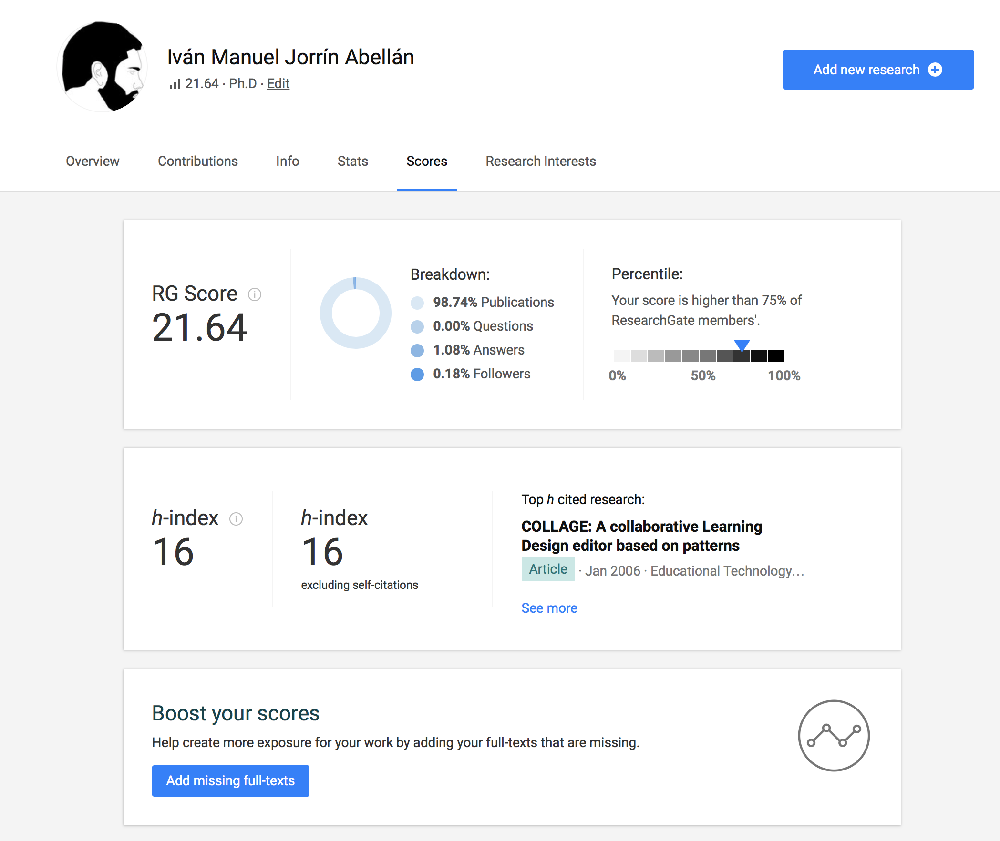 Iván Manuel Jorrín Abellán
21.64 · Ph.D · Edit
Add new research
Overview Contributions Info Stats Scores Research Interests
RG Score
21.64
Breakdown:
98.74% Publications
0.00% Questions
1.08% Answers
0.18% Followers
Percentile:
Your score is higher than 75% of
ResearchGate members'.
0% 50% 100%
h-index
16
h-index
16
excluding self-citations
Top h cited research:
COLLAGE: A collaborative Learning
Design editor based on patterns
Article · Jan 2006 · Educational Technology…
See more
Boost your scores
Help create more exposure for your work by adding your full-texts that are missing.
Add missing full-texts